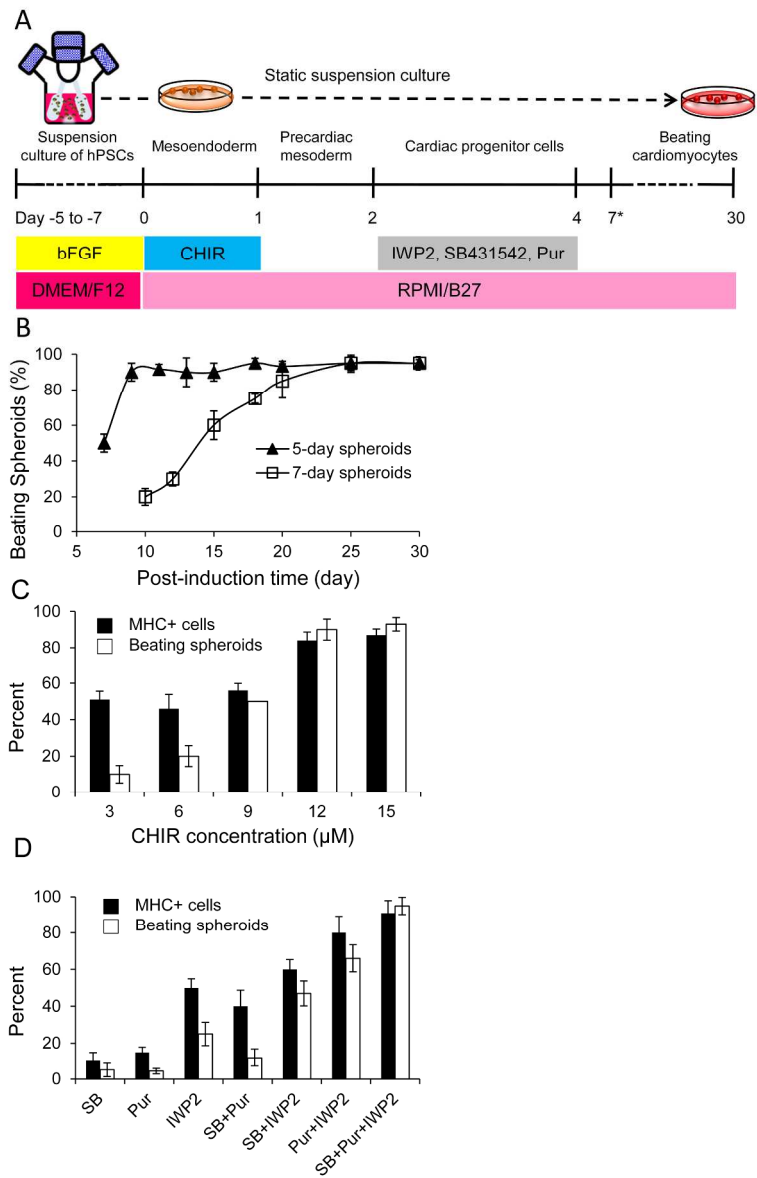 A
Static suspension culture
Suspension
culture of hPSCs
Mesoendoderm
Precardiac
mesoderm
Cardiac progenitor cells
Beating
cardiomyocytes
Day -5 to -7
0
1
2
4
7*
30
bFGF
CHIR
IWP2, SB431542, Pur
DMEM/F12
RPMI/B27
B
Beating Spheroids (%)
100
80
60
40
20
0
5-day spheroids
7-day spheroids
5
10
15
20
25
30
Post-induction time (day)
C
Percent
100
80
60
40
20
0
MHC+ cells
Beating spheroids
3
6
9
12
15
CHIR concentration (µM)
D
Percent
100
80
60
40
20
0
MHC+ cells
Beating spheroids
SB
Pur
IWP2
SB+Pur
SB+IWP2
Pur+IWP2
SB+Pur+IWP2